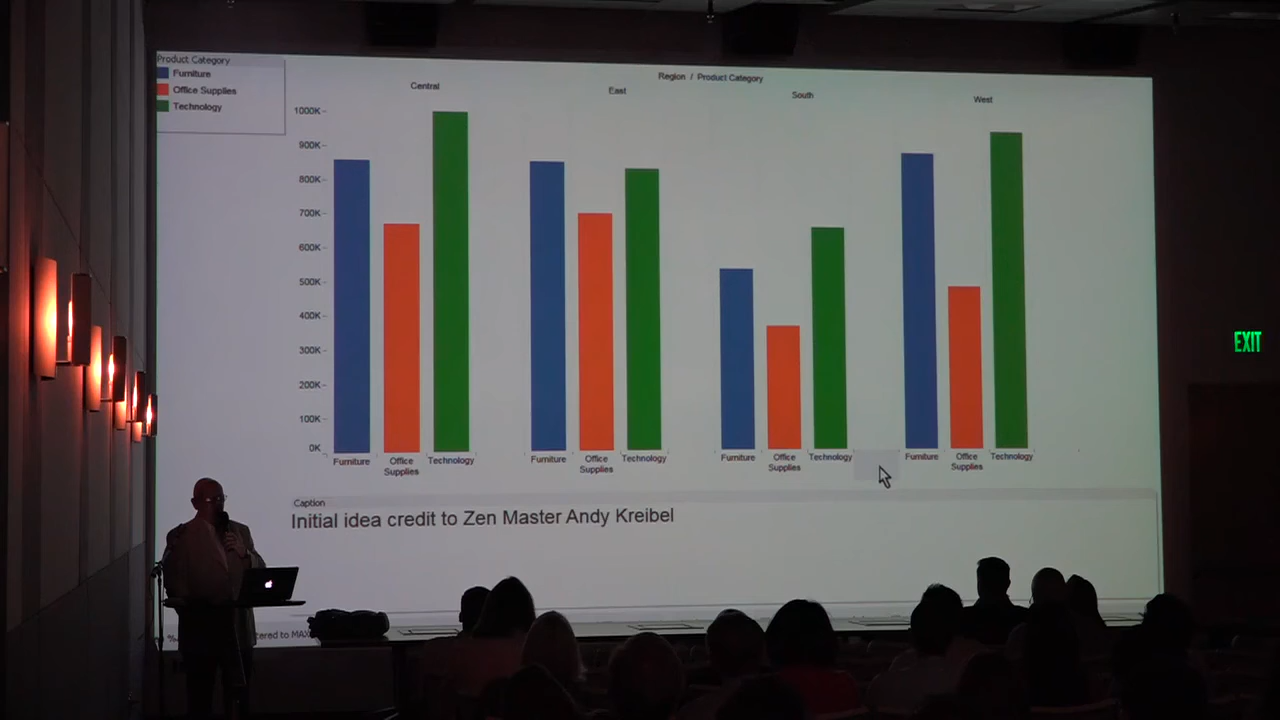 Product Category
Furniture
Office Supplies
Technology
Region / Product Category
Central
East
South
West
1000K
900K
800K
700K
600K
500K
400K
300K
200K
100K
0K
Furniture
Office
Supplies
Technology
Furniture
Office
Supplies
Technology
Furniture
Office
Supplies
Technology
Furniture
Office
Supplies
Technology
Caption
Initial idea credit to Zen Master Andy Kreibel
EXIT